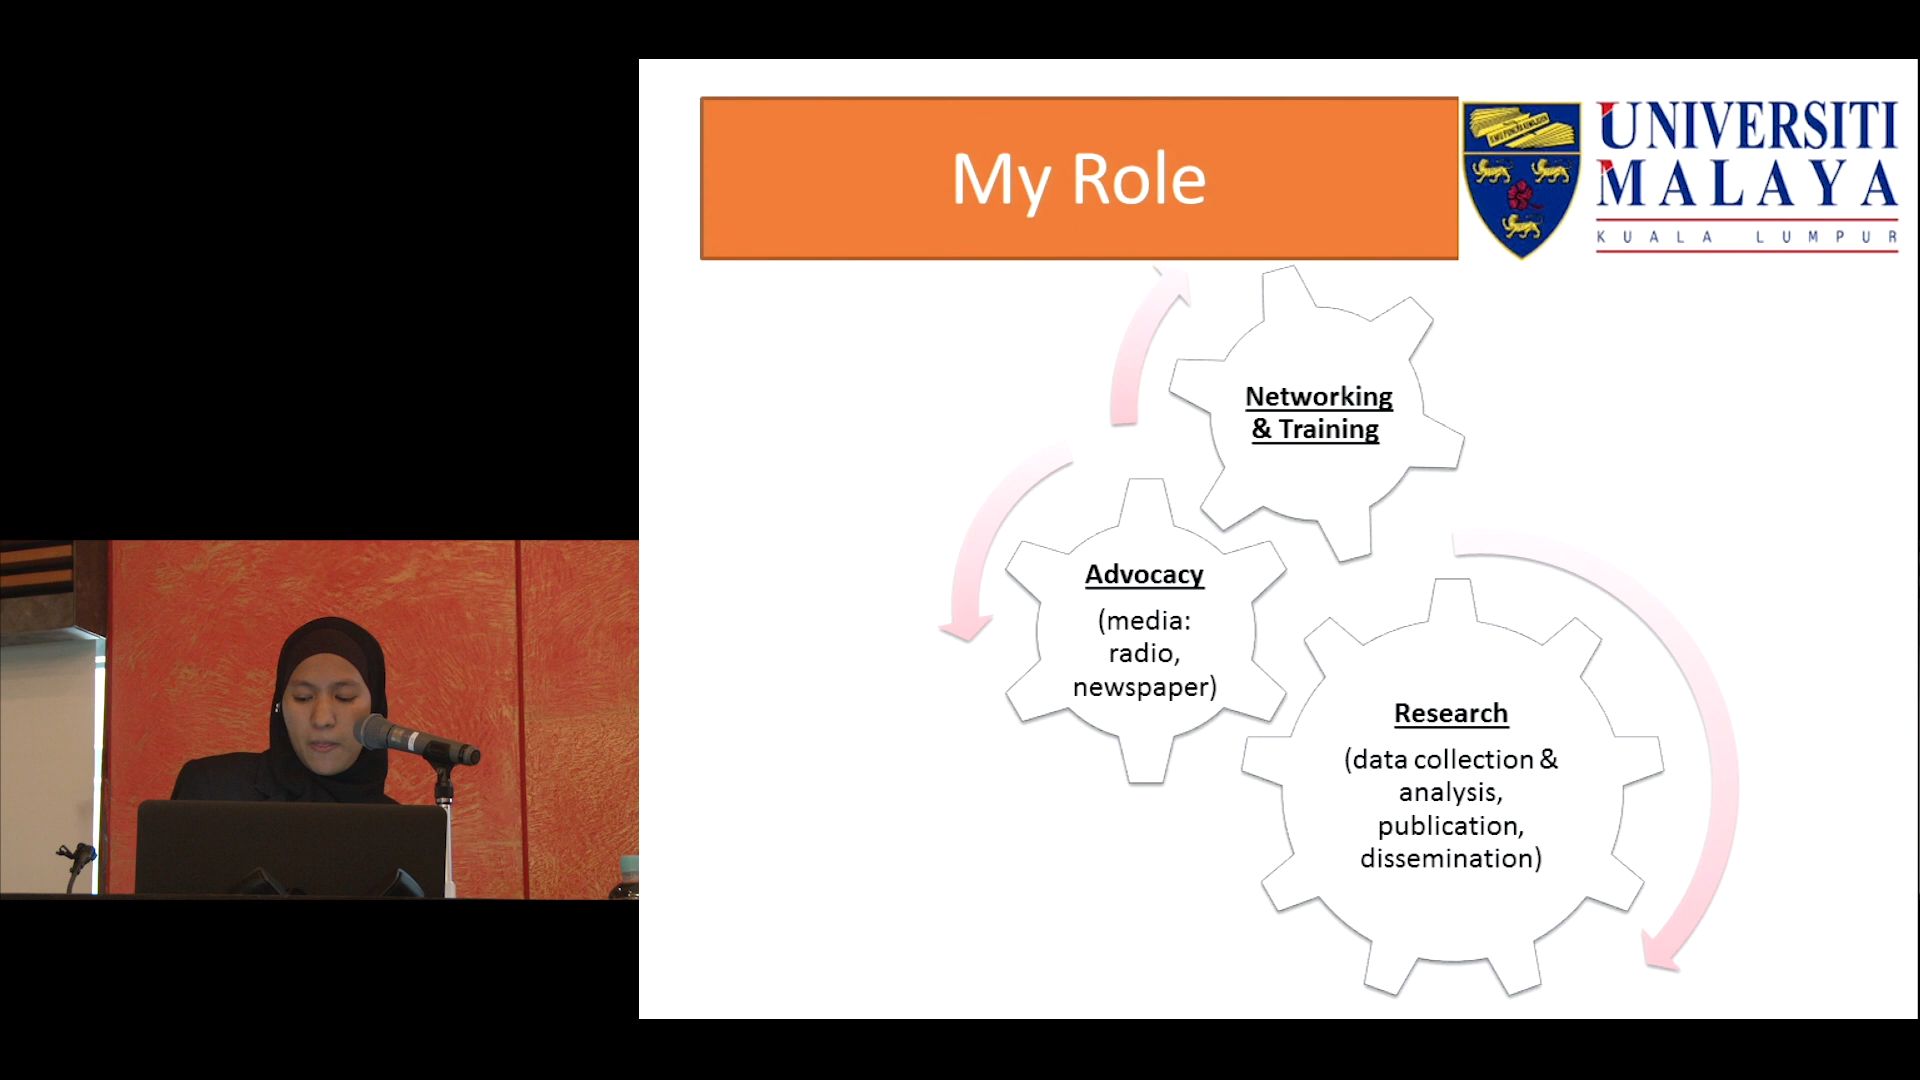 My Role
UNIVERSITI
MALAYA
KUALA LUMPUR
Networking
& Training
Advocacy
(media:
radio,
newspaper)
Research
(data collection &
analysis,
publication,
dissemination)